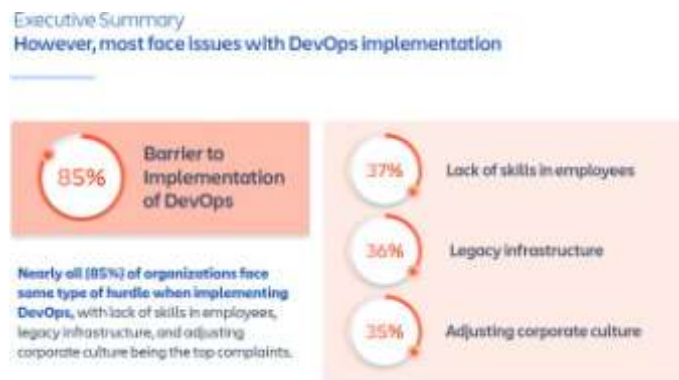 Executive Summary
However, most face issues with DevOps implementation
85%
Barrier to
Implementation
of DevOps
Nearly all (85%) of organizations face
some type of hurdle when implementing
DevOps, with lack of skills in employees,
legacy infrastructure, and adjusting
corporate culture being the top complaints.
37%
Lack of skills in employees
36%
Legacy infrastructure
35%
Adjusting corporate culture